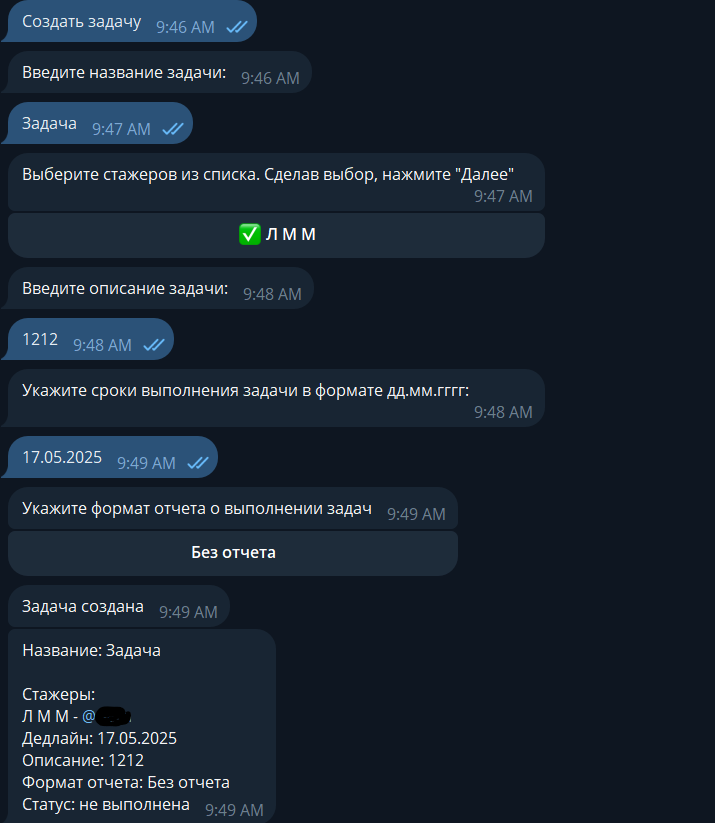 Создать задачу 9:46 AM
Введите название задачи: 9:46 AM
Задача 9:47 AM
Выберите стажеров из списка. Сделав выбор, нажмите "Далее"
9:47 AM
✅ Л М М
Введите описание задачи: 9:48 AM
1212 9:48 AM
Укажите сроки выполнения задачи в формате дд.мм.гггг:
9:48 AM
17.05.2025 9:49 AM
Укажите формат отчета о выполнении задач 9:49 AM
Без отчета
Задача создана 9:49 AM
Название: Задача
Стажеры:
Л М М - @
Дедлайн: 17.05.2025
Описание: 1212
Формат отчета: Без отчета
Статус: не выполнена 9:49 AM